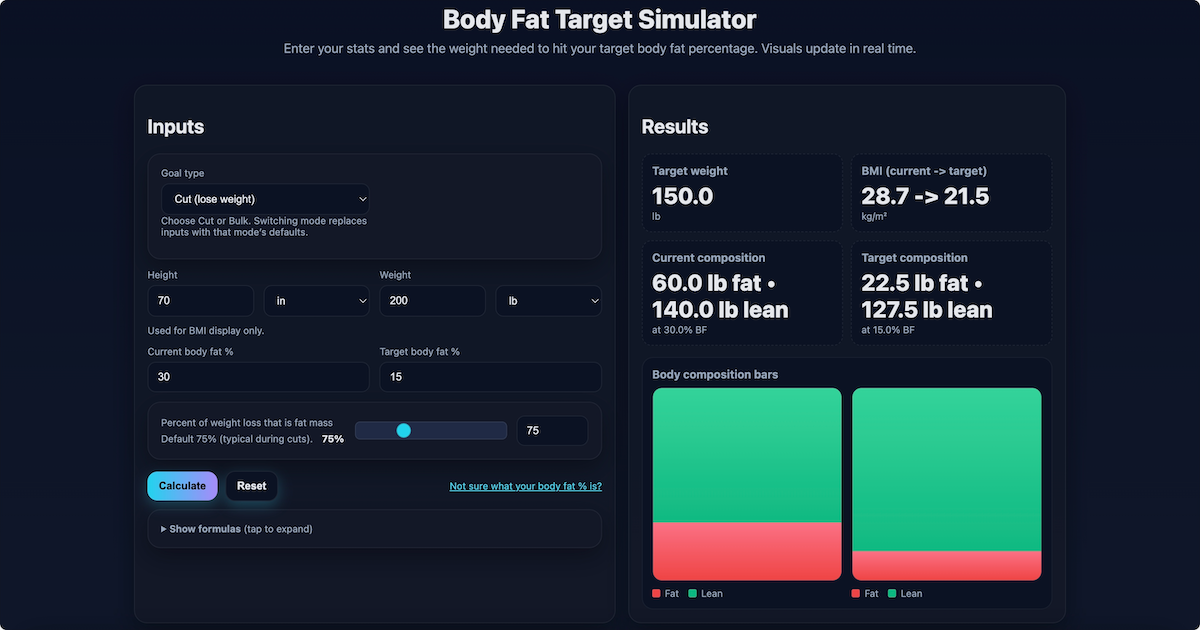 Body Fat Target Simulator
Enter your stats and see the weight needed to hit your target body fat percentage. Visuals update in real time.
Inputs
Goal type
Cut (lose weight)
Choose Cut or Bulk. Switching mode replaces
inputs with that mode's defaults.
Height
Weight
70
in
200
lb
Used for BMI display only.
Current body fat %
Target body fat %
30
15
Percent of weight loss that is fat mass
Default 75% (typical during cuts). 75%
75
Calculate
Reset
Not sure what your body fat % is?
Show formulas (tap to expand)
Results
Target weight
150.0
lb
BMI (current -> target)
28.7 -> 21.5
kg/m²
Current composition
60.0 lb fat •
140.0 lb lean
at 30.0% BF
Target composition
22.5 lb fat •
127.5 lb lean
at 15.0% BF
Body composition bars
Fat Lean
Fat Lean